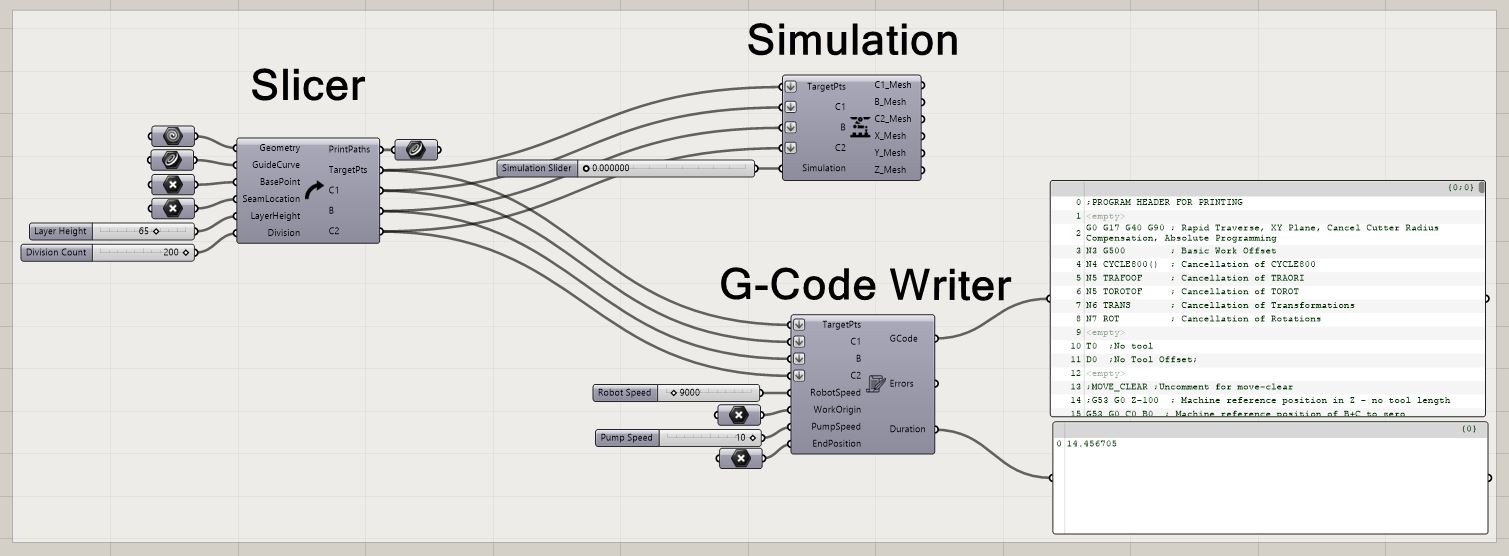 Slicer
Geometry
GuideCurve
BasePoint
SeamLocation
LayerHeight
Division
PrintPaths
TargetPts
C1
B
C2
Layer Height 65
Division Count 200
Simulation
TargetPts
C1
B
C2
Simulation
C1_Mesh
B_Mesh
C2_Mesh
X_Mesh
Y_Mesh
Z_Mesh
Simulation Slider 0.000000
G-Code Writer
TargetPts
C1
B
C2
RobotSpeed
WorkOrigin
PumpSpeed
EndPosition
GCode
Errors
Duration
Robot Speed 9000
Pump Speed 10
{0;0}
0 ;PROGRAM HEADER FOR PRINTING
1 <empty>
2 G0 G17 G40 G90 ; Rapid Traverse, XY Plane, Cancel Cutter Radius
Compensation, Absolute Programming
3 N3 G500 ; Basic Work Offset
4 N4 CYCLE800() ; Cancellation of CYCLE800
5 N5 TRAFOOF ; Cancellation of TRAORI
6 N5 TOROTOF ; Cancellation of TOROT
7 N6 TRANS ; Cancellation of Transformations
8 N7 ROT ; Cancellation of Rotations
9 <empty>
10 T0 ;No tool
11 D0 ;No Tool Offset;
12 <empty>
13 ;MOVE_CLEAR ;Uncomment for move-clear
14 ;G53 G0 Z-100 ; Machine reference position in Z - no tool length
15 G53 G0 C0 B0 ; Machine reference position of B+C to zero
{0}
0 14.456705